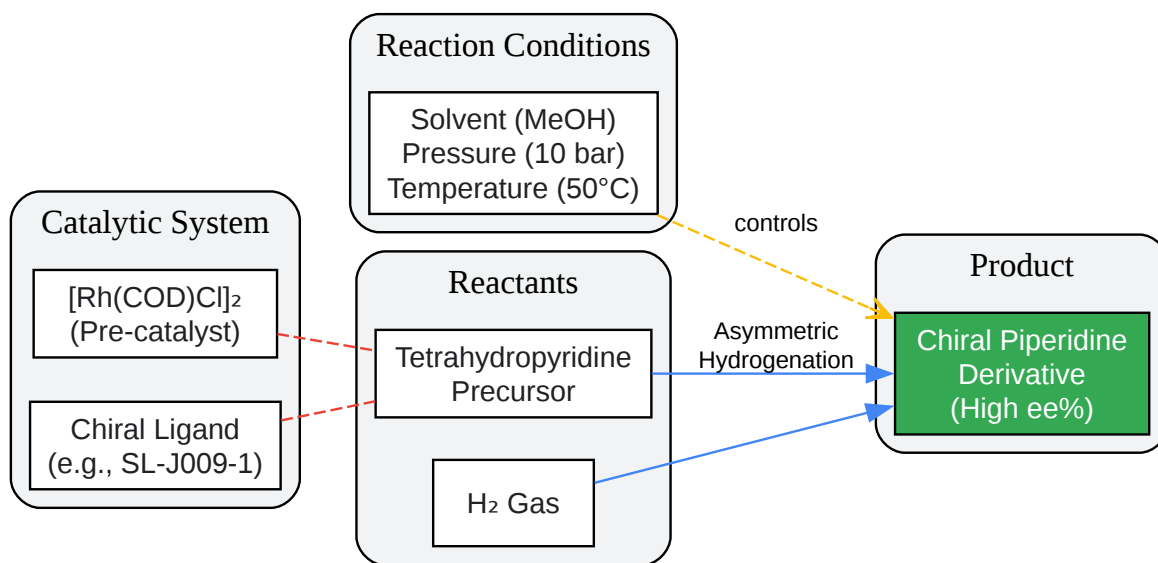 Reaction Conditions
Solvent (MeOH)
Pressure (10 bar)
Temperature (50°C)
Catalytic System
[Rh(COD)Cl]₂
(Pre-catalyst)
Chiral Ligand
(e.g., SL-J009-1)
Reactants
Tetrahydropyridine
Precursor
H₂ Gas
controls
Asymmetric
Hydrogenation
Product
Chiral Piperidine
Derivative
(High ee%)